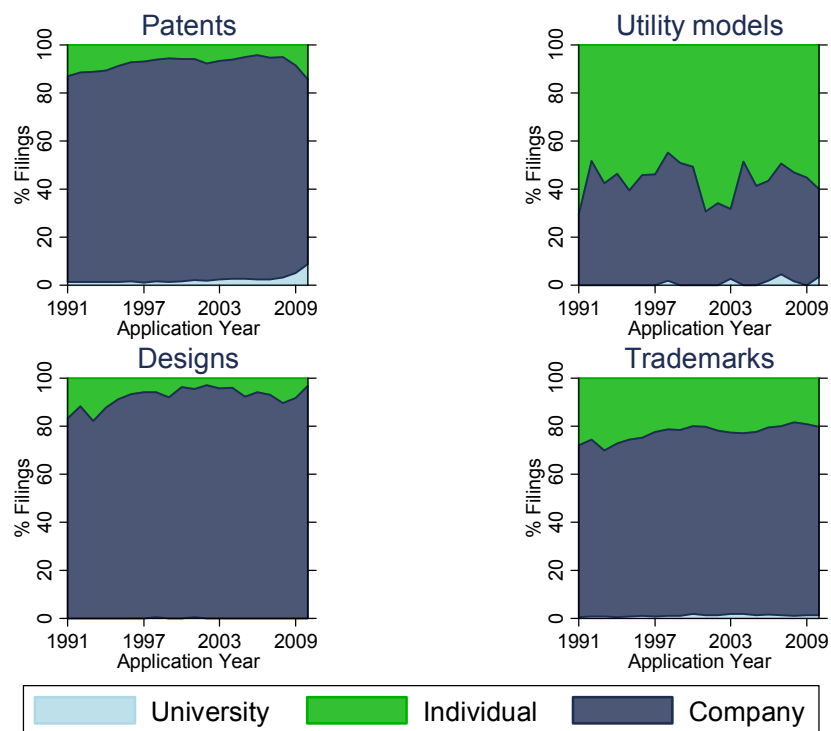 Patents
% Filings
100
80
60
40
20
0
1991 1997 2003 2009
Application Year
Utility models
% Filings
100
80
60
40
20
0
1991 1997 2003 2009
Application Year
Designs
% Filings
100
80
60
40
20
0
1991 1997 2003 2009
Application Year
Trademarks
% Filings
100
80
60
40
20
0
1991 1997 2003 2009
Application Year
University Individual Company